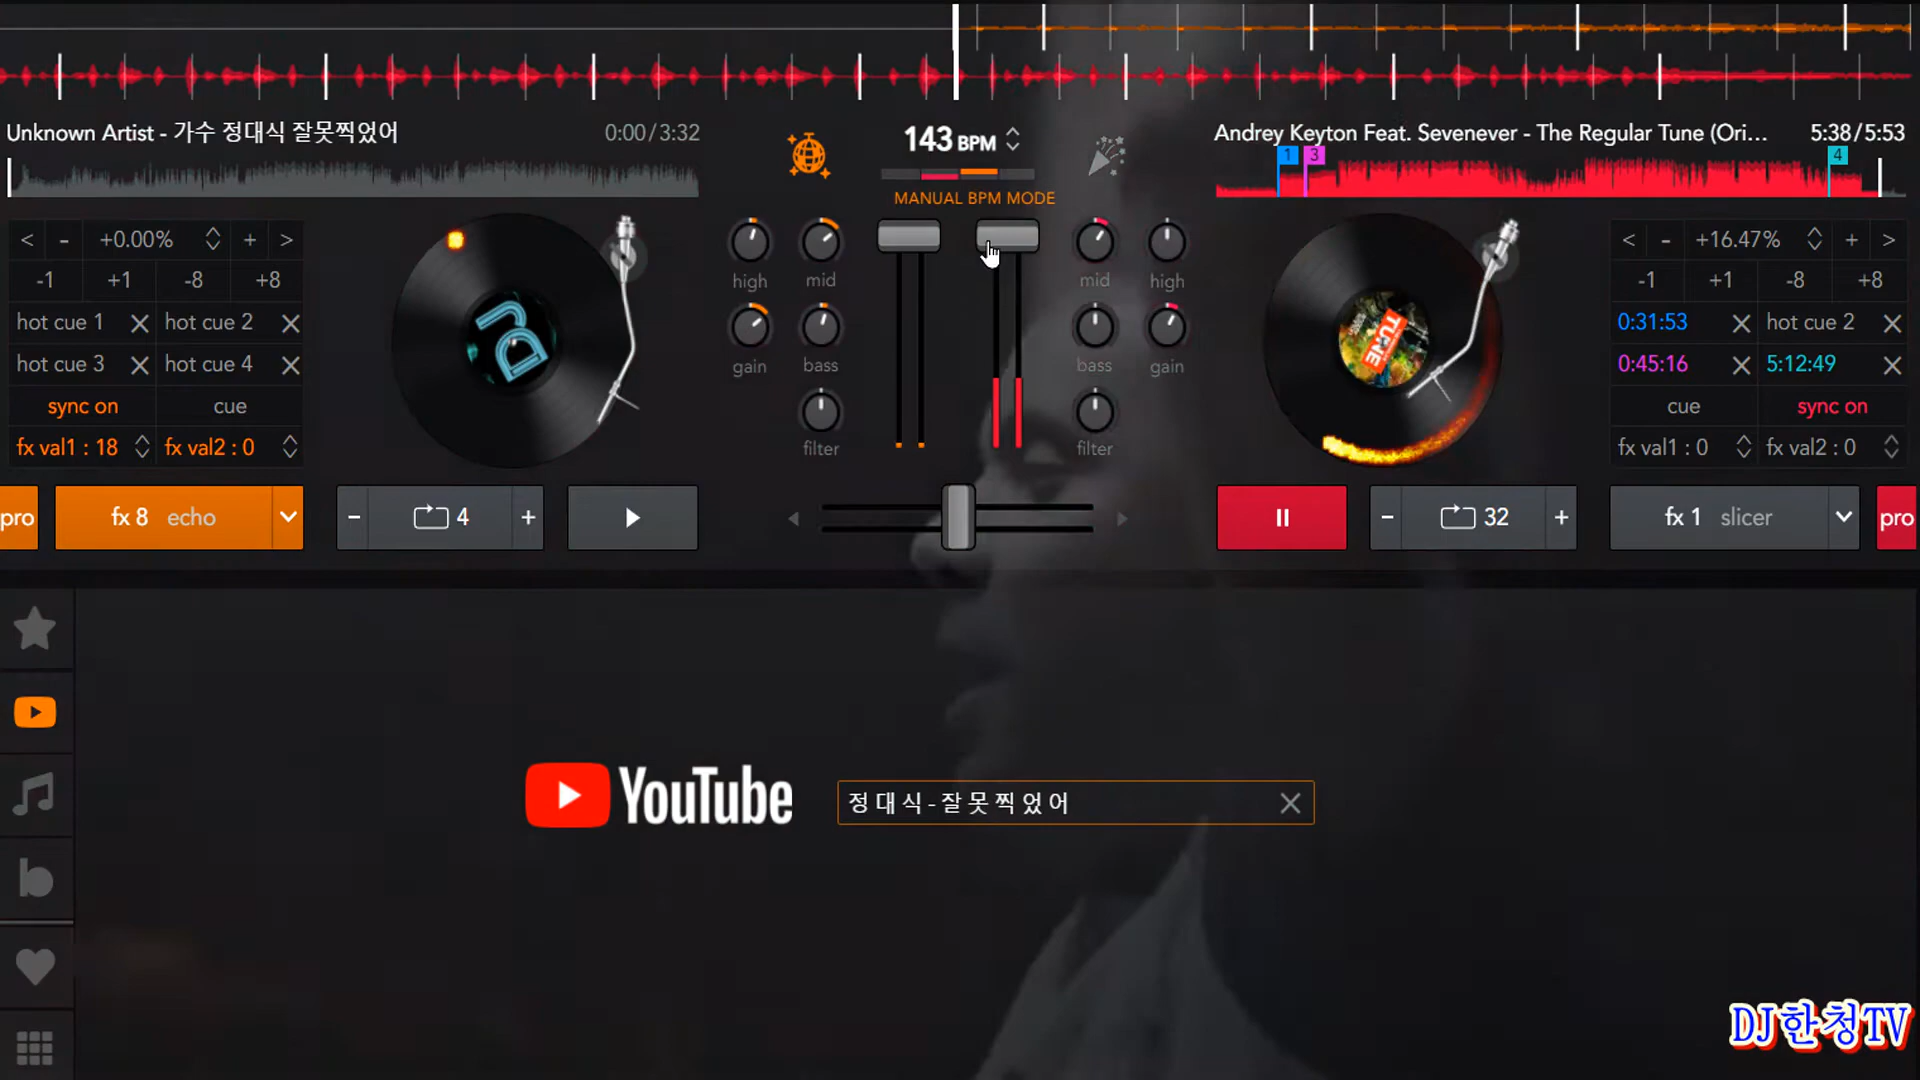 Unknown Artist - 가수 정대식 잘못찍었어
0:00/3:32
143 BPM
MANUAL BPM MODE
Andrey Keyton Feat. Sevenever - The Regular Tune (Ori...
5:38/5:53
1
3
4
< - +0.00% + >
-1 +1 -8 +8
hot cue 1
hot cue 2
hot cue 3
hot cue 4
sync on
cue
fx val1 : 18
fx val2 : 0
DJ
high
mid
gain
bass
filter
mid
high
bass
gain
filter
TUNE
< - +16.47% + >
-1 +1 -8 +8
0:31:53
hot cue 2
0:45:16
5:12:49
cue
sync on
fx val1 : 0
fx val2 : 0
pro
fx 8 echo
- 4 +
- 32 +
fx 1 slicer
pro
YouTube
정대식-잘못찍었어
DJ한청TV